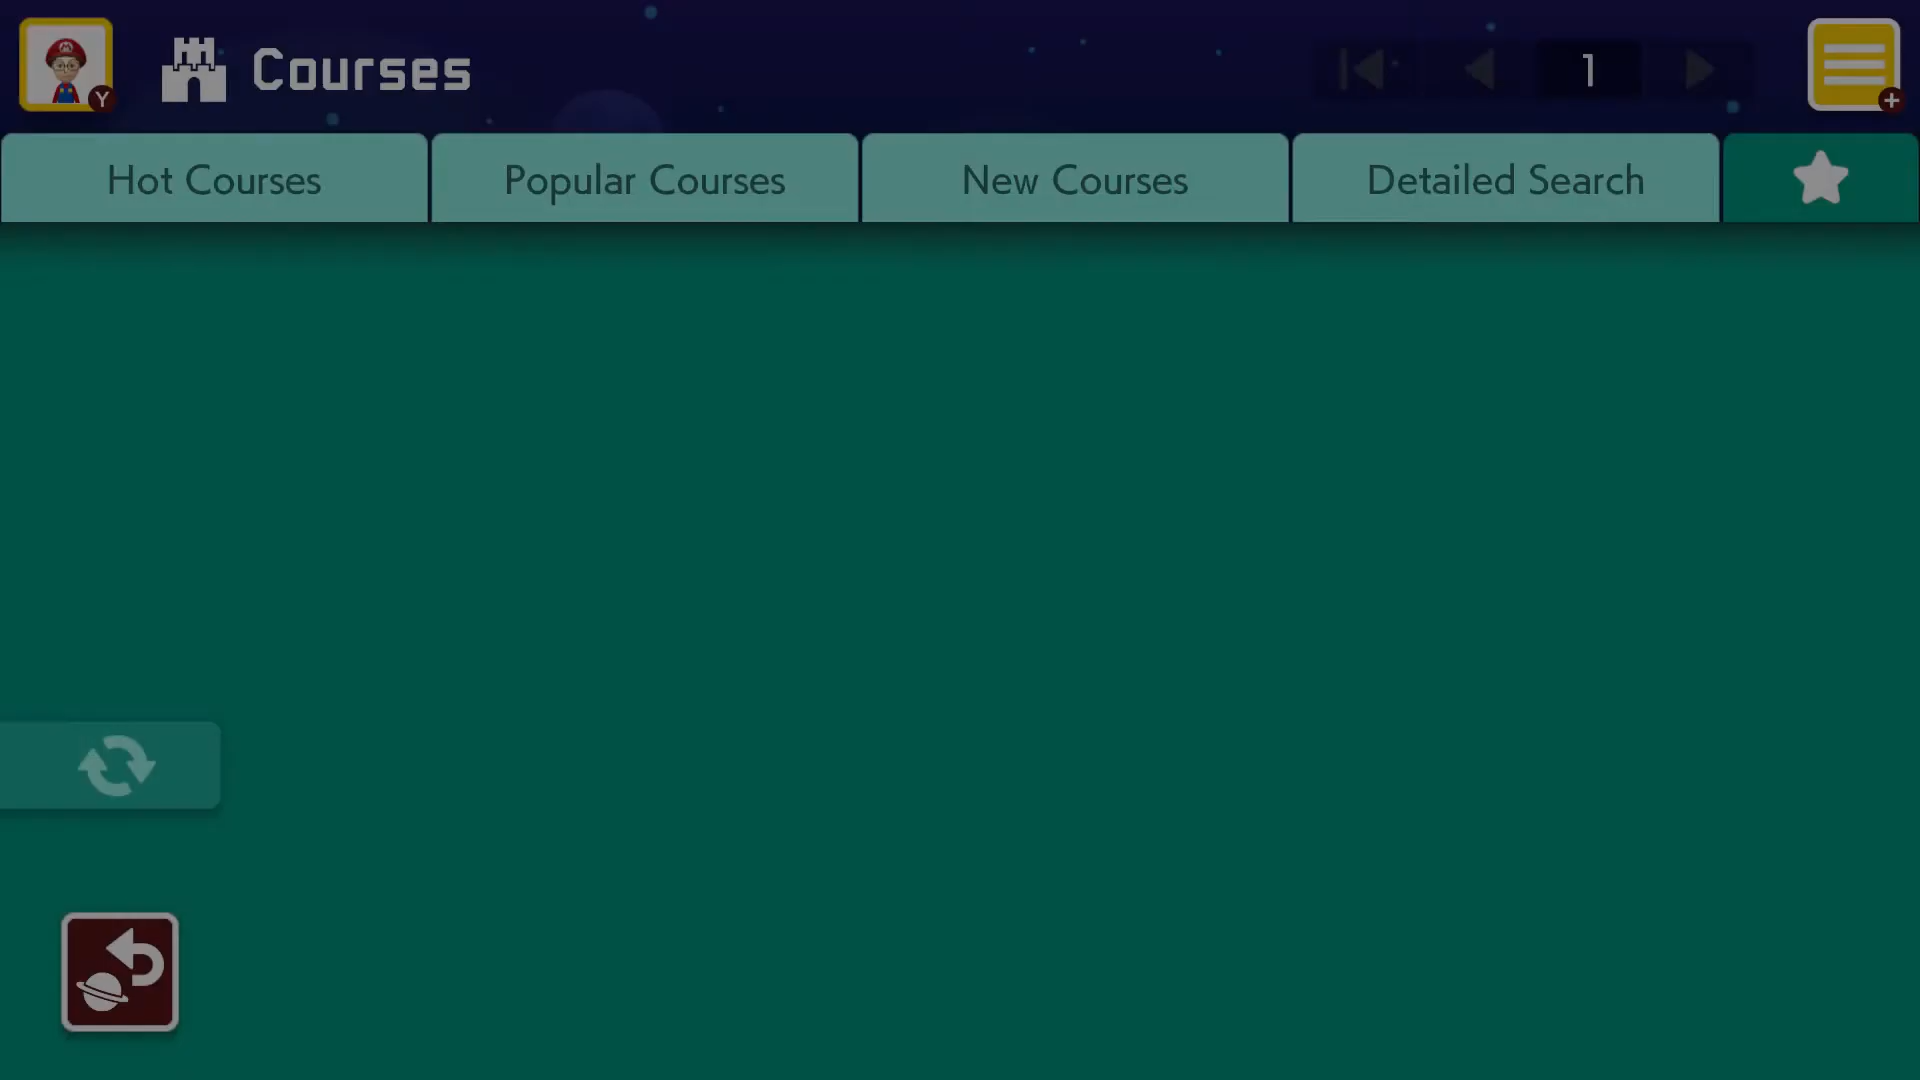 Courses
1
Y
+
Hot Courses
Popular Courses
New Courses
Detailed Search